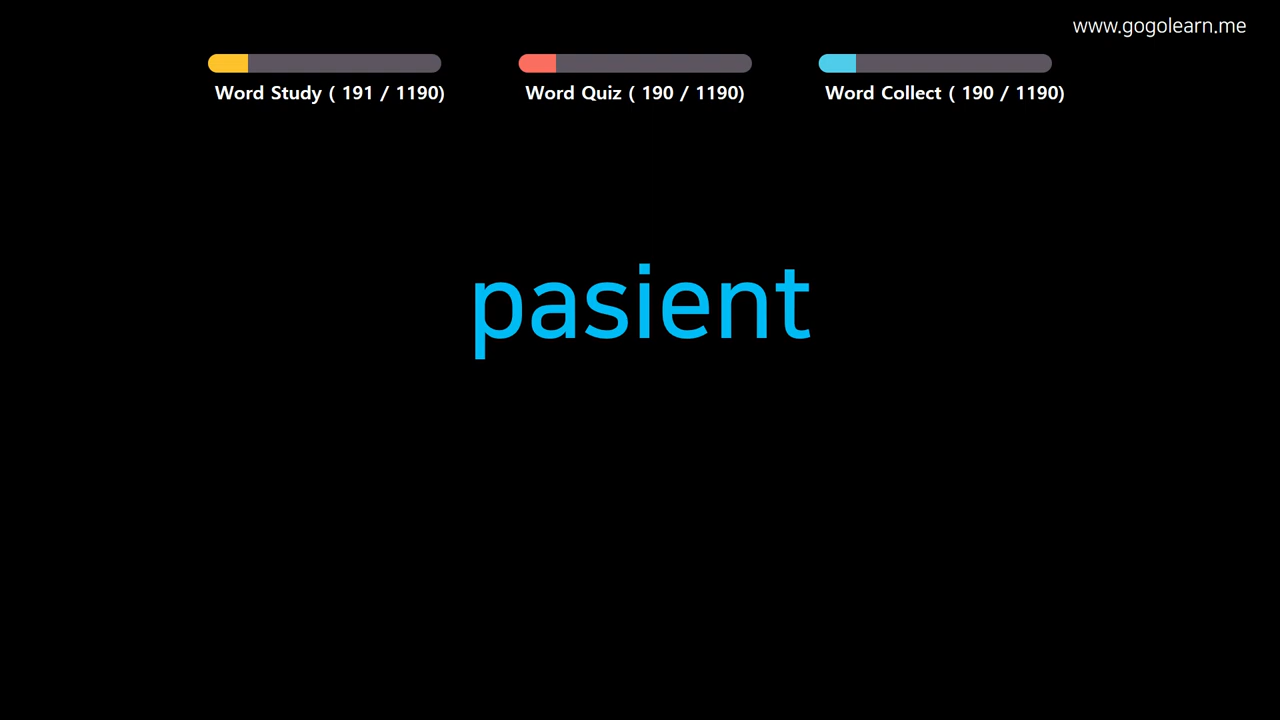 www.gogolearn.me
Word Study ( 191 / 1190)
Word Quiz ( 190 / 1190)
Word Collect ( 190 / 1190)
pasient